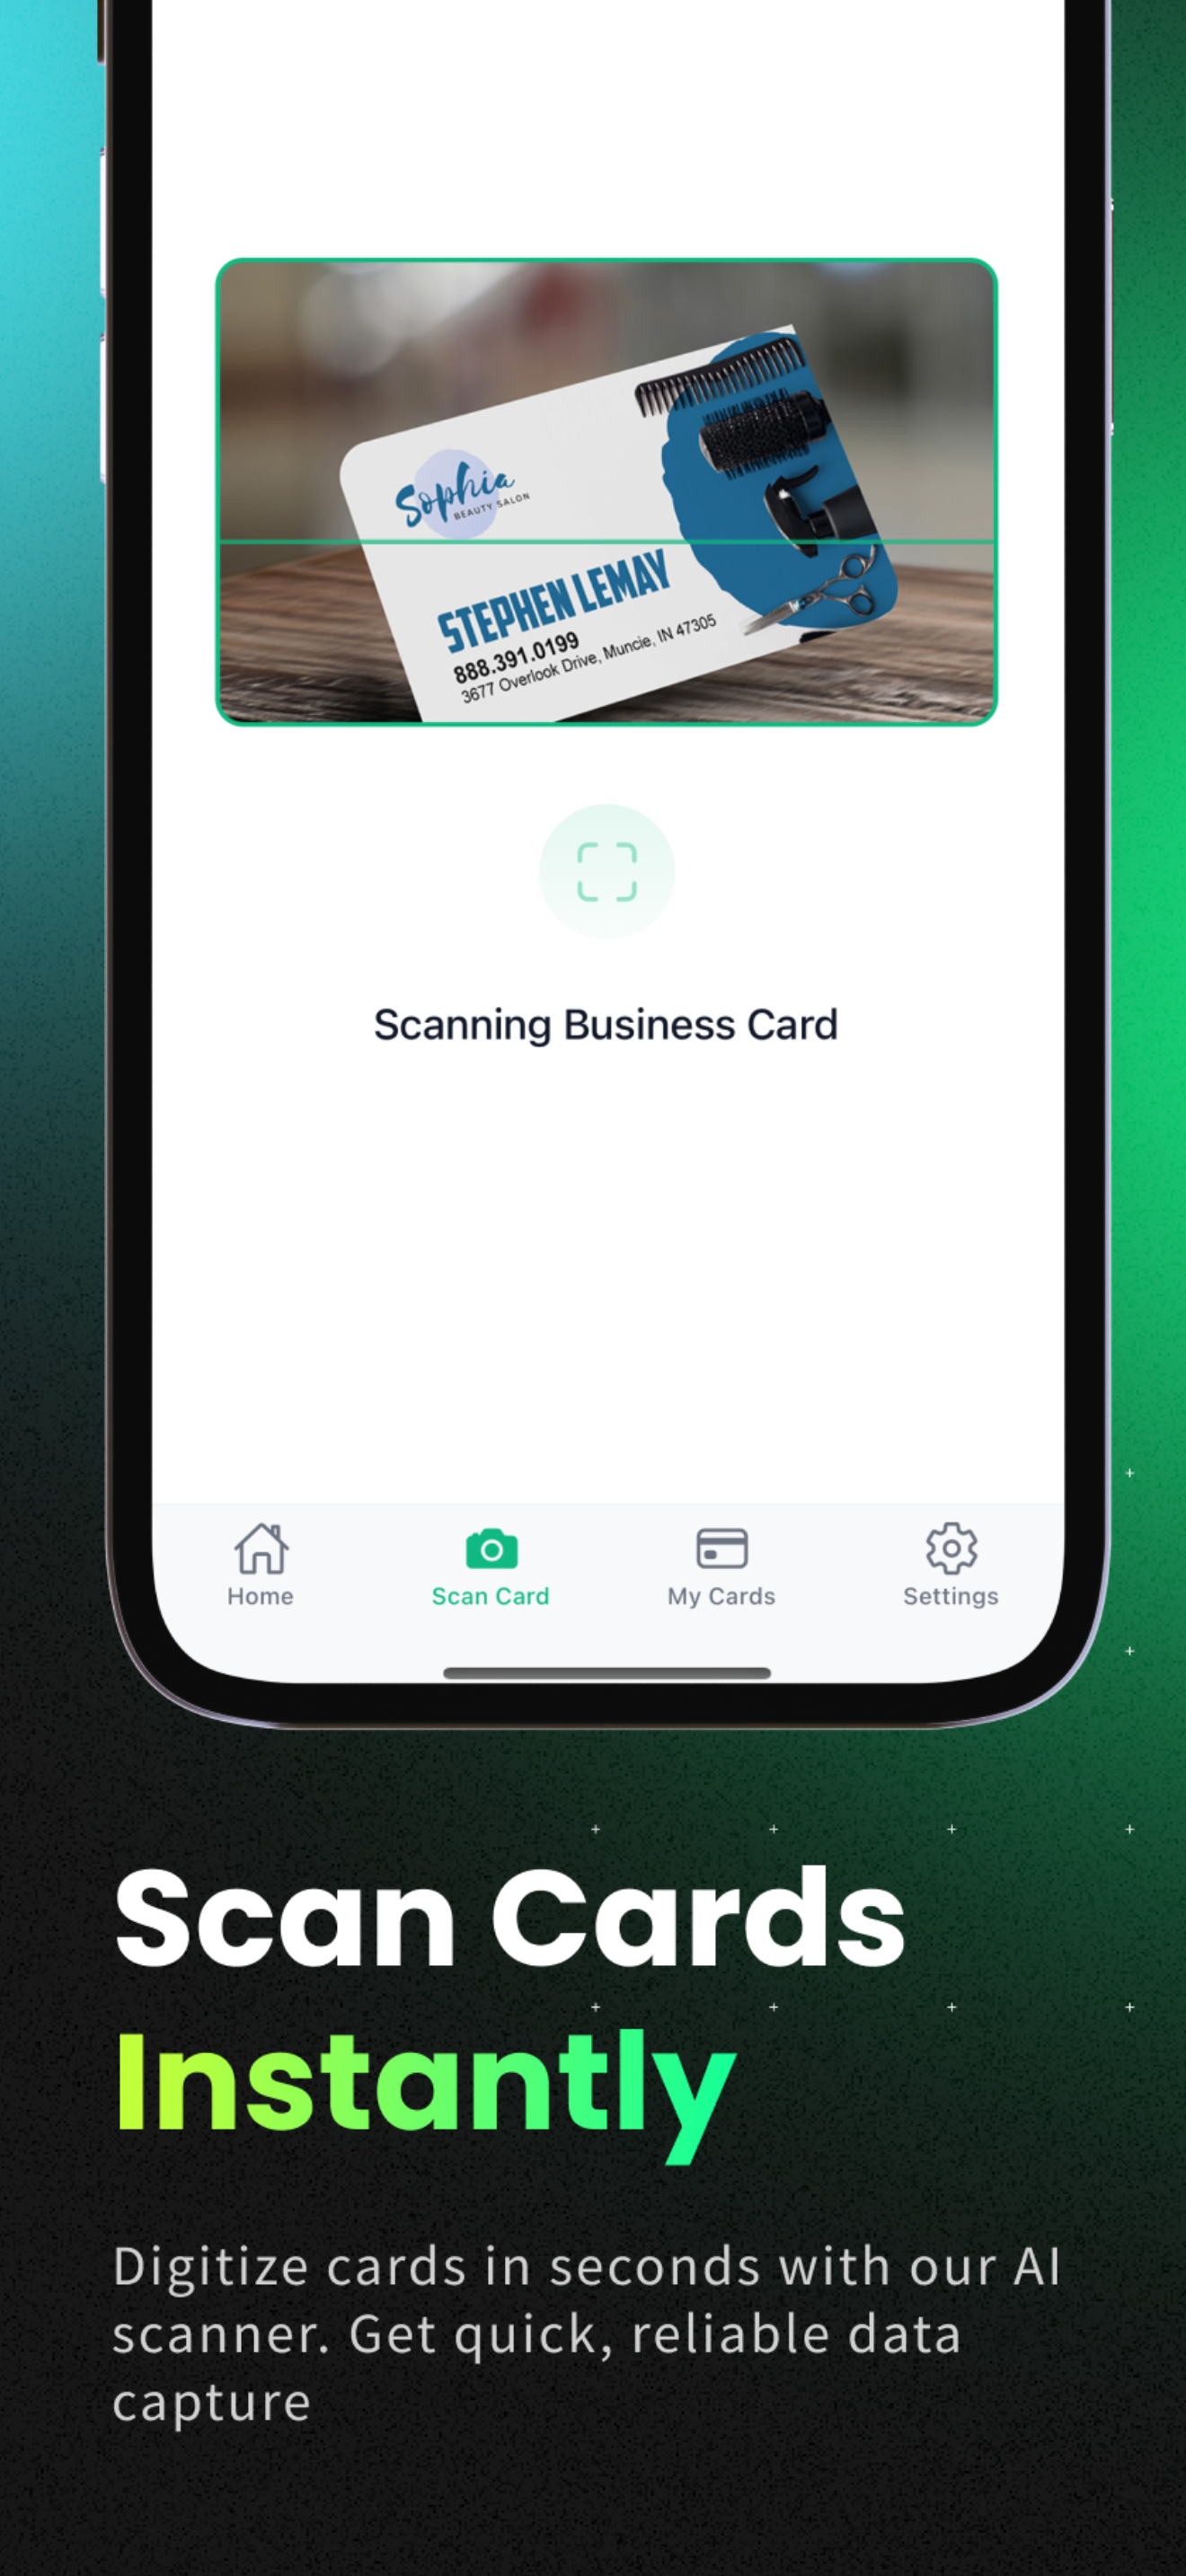 Sophia
BEAUTY SALON
STEPHEN LEMAY
888.391.0199
3677 Overlook Drive, Muncie, IN 47305
Scanning Business Card
Home
Scan Card
My Cards
Settings
Scan Cards
Instantly
Digitize cards in seconds with our AI
scanner. Get quick, reliable data
capture